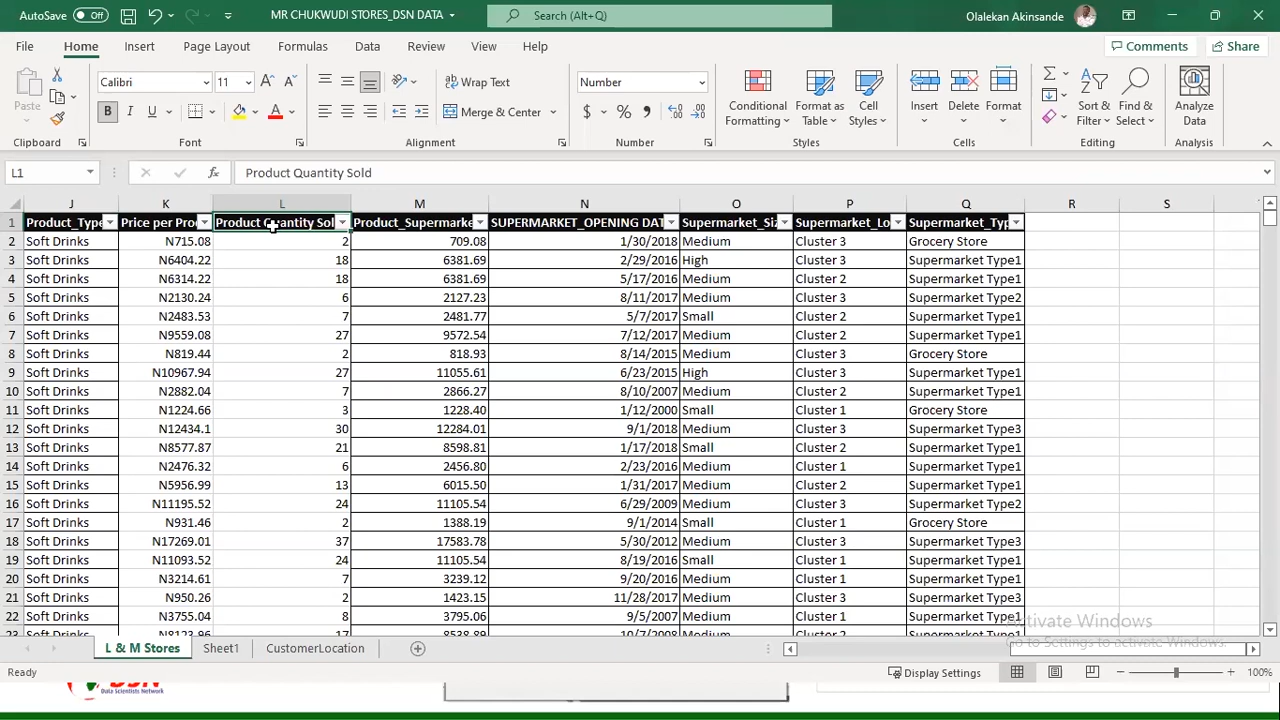 AutoSave Off MR CHUKWUDI STORES_DSN DATA Search (Alt+Q) Olalekan Akinsande
File Home Insert Page Layout Formulas Data Review View Help Comments Share
Calibri 11 Wrap Text Number
Paste B I U Merge & Center $ % Conditional Formatting Format as Table Cell Styles Insert Delete Format Sort & Filter Find & Select Analyze Data
Clipboard Font Alignment Number Styles Cells Editing Analysis
L1 fx Product Quantity Sold
J K L M N O P Q R S
1 Product_Type Price per Pro Product Quantity Sol Product_Supermarke SUPERMARKET_OPENING DAT Supermarket_Si Supermarket_Lo Supermarket_Typ
2 Soft Drinks N715.08 2 709.08 1/30/2018 Medium Cluster 3 Grocery Store
3 Soft Drinks N6404.22 18 6381.69 2/29/2016 High Cluster 3 Supermarket Type1
4 Soft Drinks N6314.22 18 6381.69 5/17/2016 Medium Cluster 2 Supermarket Type1
5 Soft Drinks N2130.24 6 2127.23 8/11/2017 Medium Cluster 3 Supermarket Type2
6 Soft Drinks N2483.53 7 2481.77 5/7/2017 Small Cluster 2 Supermarket Type1
7 Soft Drinks N9559.08 27 9572.54 7/12/2017 Medium Cluster 2 Supermarket Type1
8 Soft Drinks N819.44 2 818.93 8/14/2015 Medium Cluster 3 Grocery Store
9 Soft Drinks N10967.94 27 11055.61 6/23/2015 High Cluster 3 Supermarket Type1
10 Soft Drinks N2882.04 7 2866.27 8/10/2007 Medium Cluster 2 Supermarket Type1
11 Soft Drinks N1224.66 3 1228.40 1/12/2000 Small Cluster 1 Grocery Store
12 Soft Drinks N12434.1 30 12284.01 9/1/2018 Medium Cluster 3 Supermarket Type3
13 Soft Drinks N8577.87 21 8598.81 1/17/2018 Small Cluster 2 Supermarket Type1
14 Soft Drinks N2476.32 6 2456.80 2/23/2016 Medium Cluster 1 Supermarket Type1
15 Soft Drinks N5956.99 13 6015.50 1/31/2017 Medium Cluster 2 Supermarket Type1
16 Soft Drinks N11195.52 24 11105.54 6/29/2009 Medium Cluster 3 Supermarket Type2
17 Soft Drinks N931.46 2 1388.19 9/1/2014 Small Cluster 1 Grocery Store
18 Soft Drinks N17269.01 37 17583.78 5/30/2012 Medium Cluster 3 Supermarket Type3
19 Soft Drinks N11093.52 24 11105.54 8/19/2016 Small Cluster 1 Supermarket Type1
20 Soft Drinks N3214.61 7 3239.12 9/20/2016 Medium Cluster 1 Supermarket Type1
21 Soft Drinks N950.26 2 1423.15 11/28/2017 Medium Cluster 3 Supermarket Type3
22 Soft Drinks N3755.04 8 3795.06 9/5/2007 Medium Cluster 1 Supermarket Type1
23 Soft Drinks N8123.96 17 8538.89 10/7/2008 Medium Cluster 2 Supermarket Type1
Activate Windows
Go to Settings to activate Windows.
L & M Stores Sheet1 CustomerLocation
Ready Display Settings 100%
DSN
Data Scientists Network